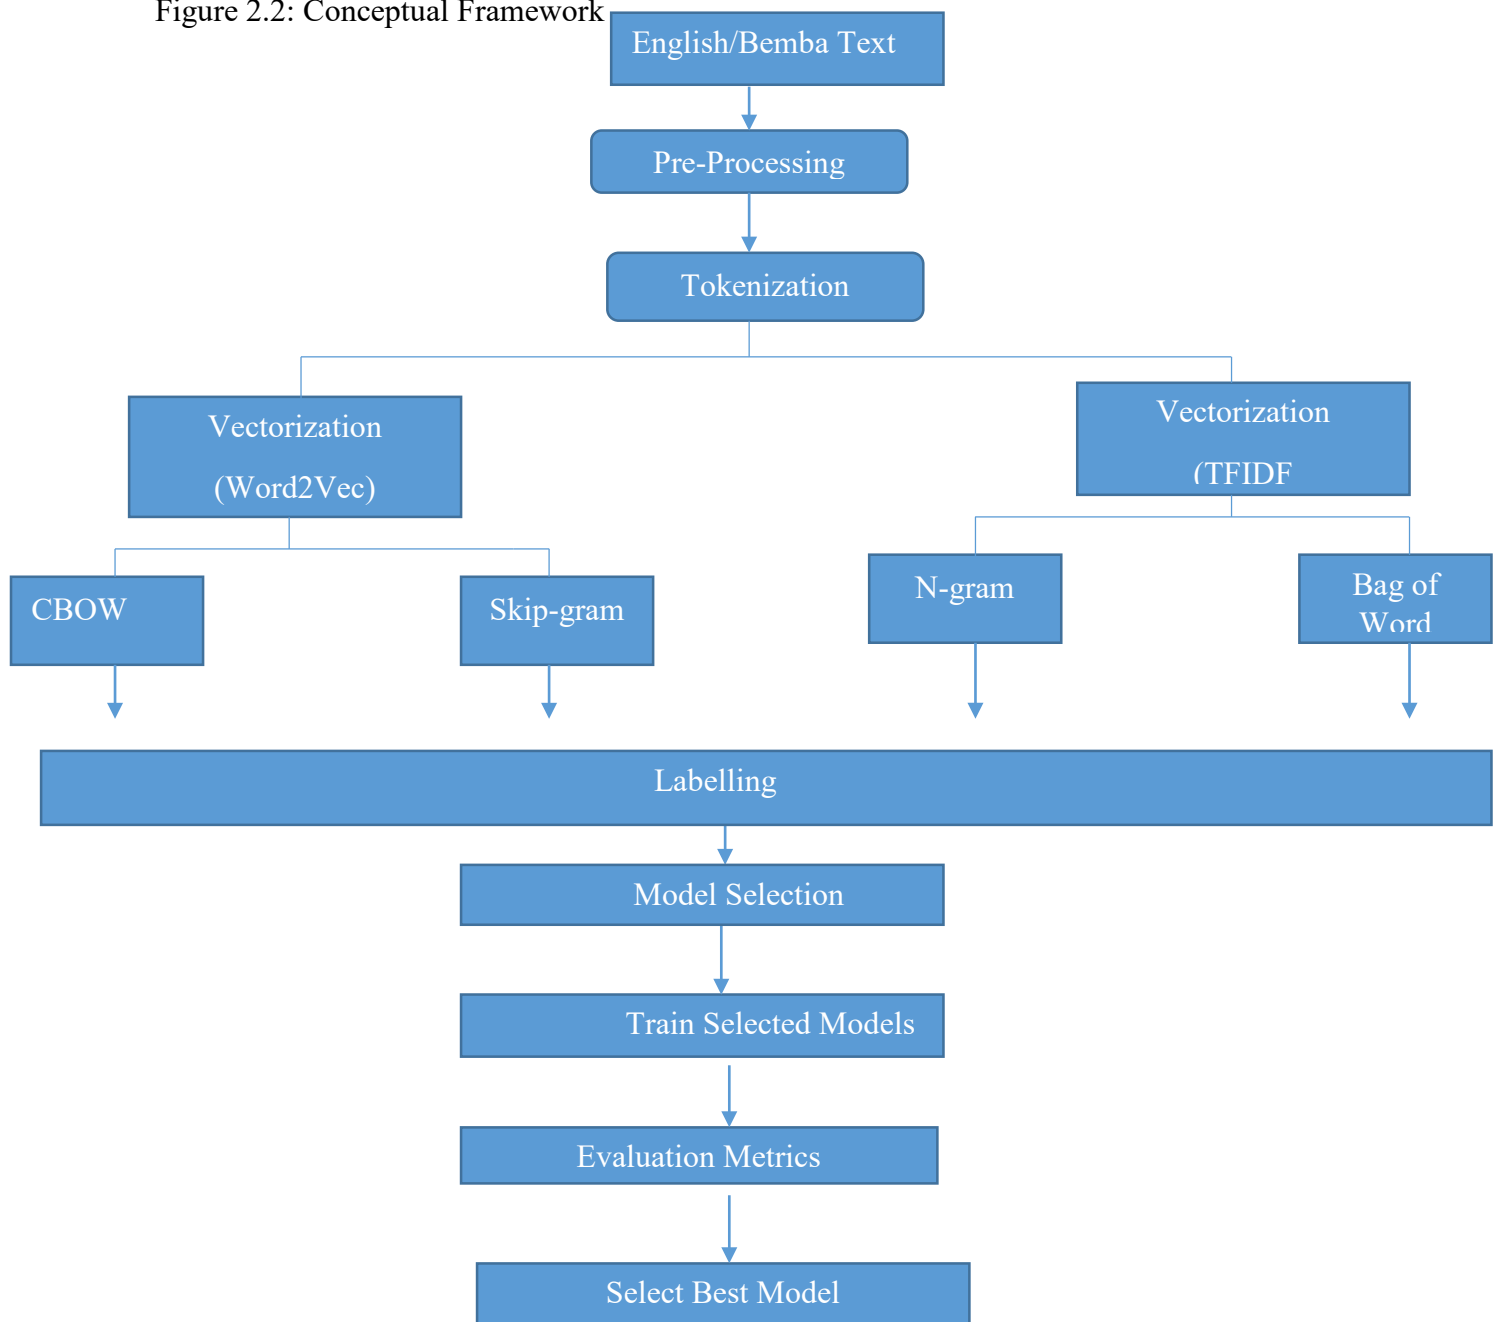 Figure 2.2: Conceptual Framework
English/Bemba Text
Pre-Processing
Tokenization
Vectorization
(Word2Vec)
Vectorization
(TFIDF
CBOW
Skip-gram
N-gram
Bag of
Word
Labelling
Model Selection
Train Selected Models
Evaluation Metrics
Select Best Model